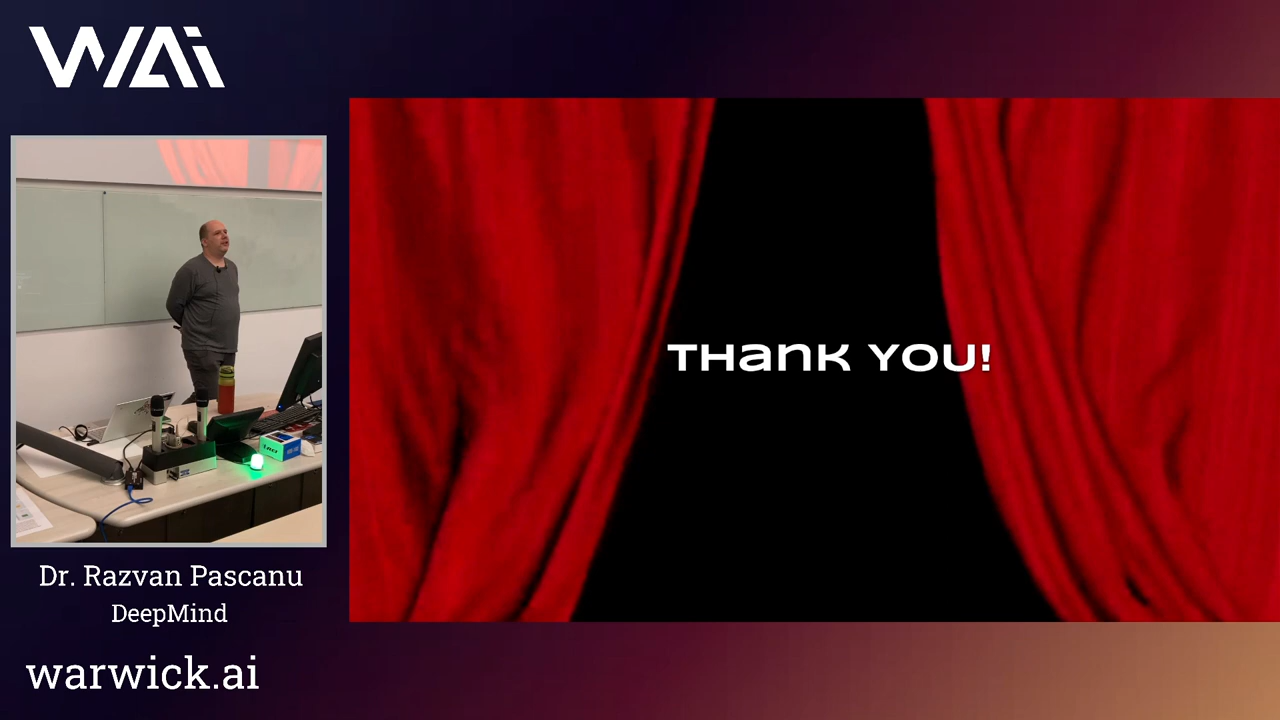 WAi
THanK YOU!
Dr. Razvan Pascanu
DeepMind
warwick.ai